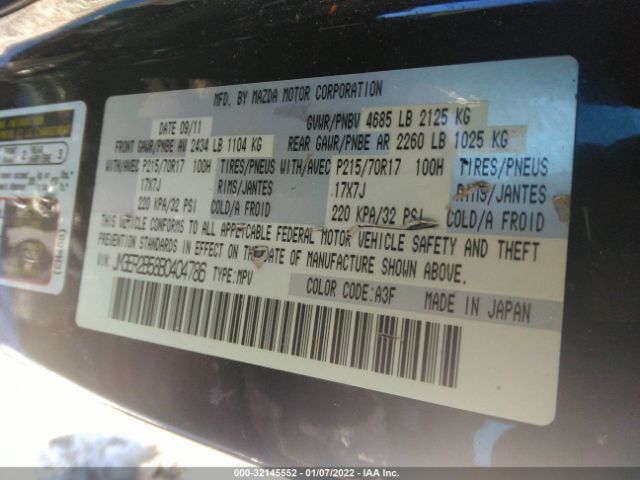 MFD. BY MAZDA MOTOR CORPORATION
DATE 09/11 GVWR/PNBV 4685 LB 2125 KG
FRONT GAWR/PNBE AV 2434 LB 1104 KG REAR GAWR/PNBE AR 2260 LB 1025 KG
WITH/AVEC P215/70R17 100H TIRES/PNEUS WITH/AVEC P215/70R17 100H TIRES/PNEUS
17X7J RIMS/JANTES 17X7J RIMS/JANTES
220 KPA/32 PSI COLD/A FROID 220 KPA/32 PSI COLD/A FROID
THIS VEHICLE CONFORMS TO ALL APPLICABLE FEDERAL MOTOR VEHICLE SAFETY AND THEFT
PREVENTION STANDARDS IN EFFECT ON THE DATE OF MANUFACTURE SHOWN ABOVE.
VIN: JM3ER2B58B0404786 TYPE: MPV
COLOR CODE: A3F MADE IN JAPAN
000-32145552 - 01/07/2022 - IAA Inc.